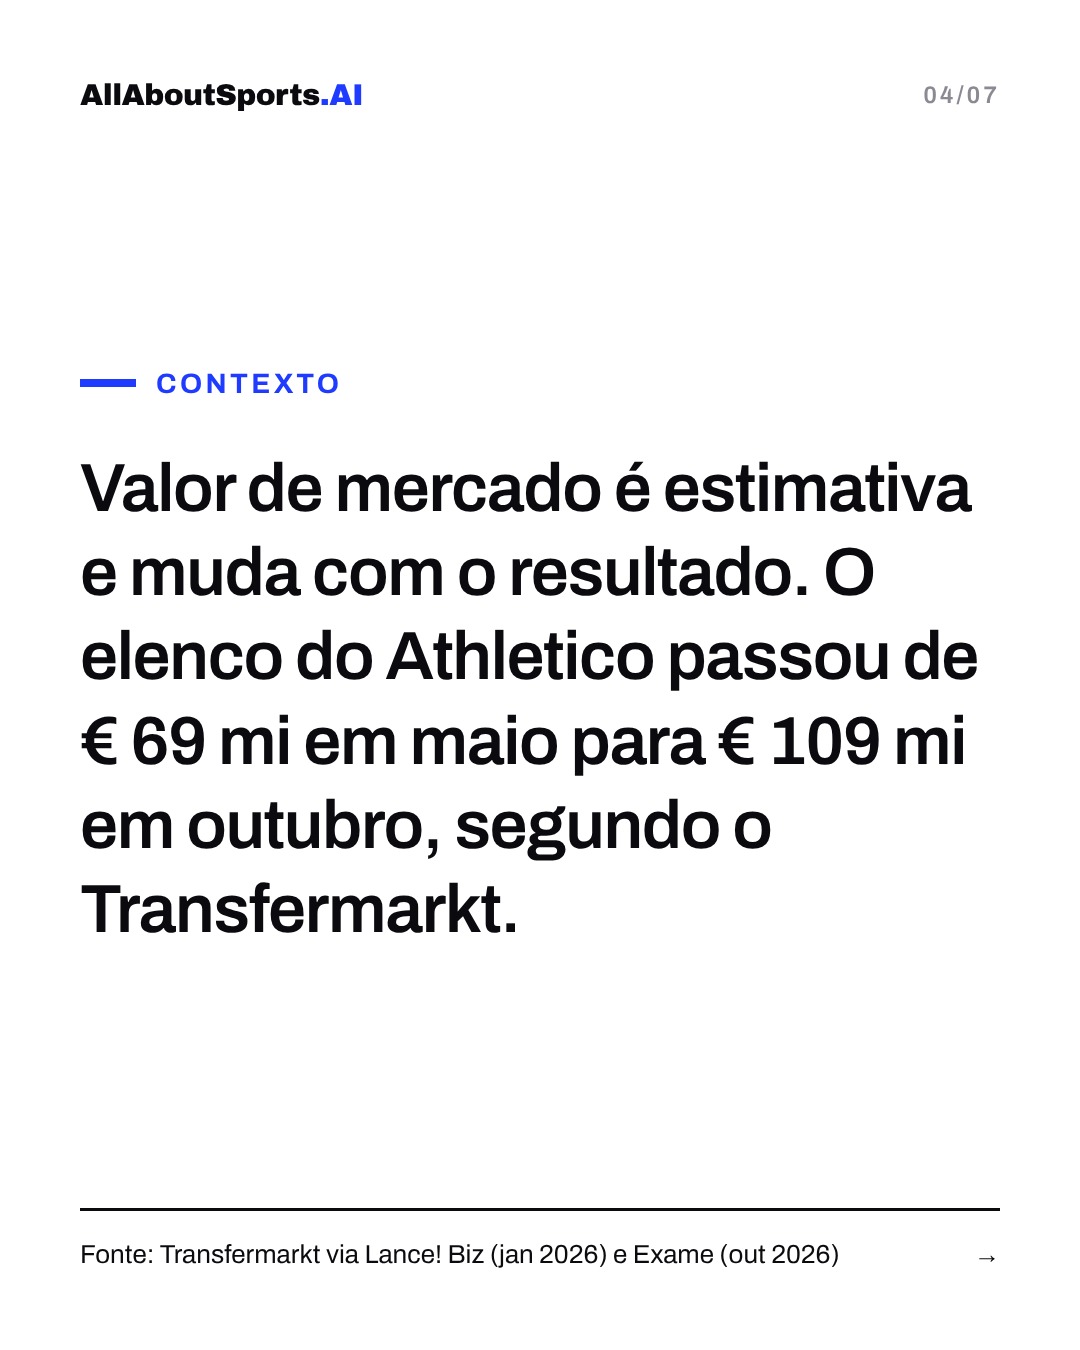 AllAboutSports.AI
04/07
CONTEXTO
Valor de mercado é estimativa
e muda com o resultado. O
elenco do Athletico passou de
€ 69 mi em maio para € 109 mi
em outubro, segundo o
Transfermarkt.
Fonte: Transfermarkt via Lance! Biz (jan 2026) e Exame (out 2026)
→